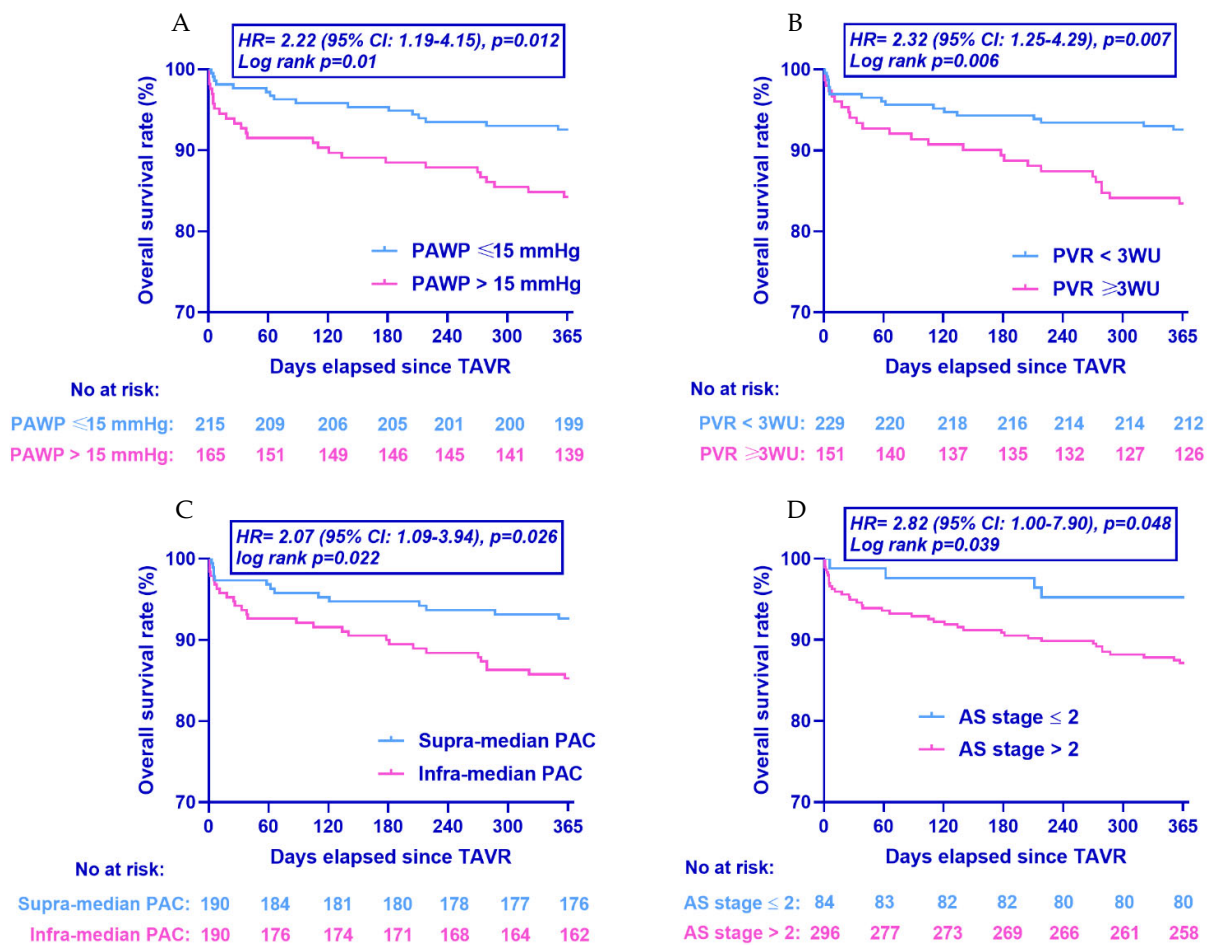 A
HR= 2.22 (95% CI: 1.19-4.15), p=0.012
Log rank p=0.01
Overall survival rate (%)
100
90
80
70
PAWP ⩽15 mmHg
PAWP > 15 mmHg
0 60 120 180 240 300 365
Days elapsed since TAVR
No at risk:
PAWP ⩽15 mmHg: 215 209 206 205 201 200 199
PAWP > 15 mmHg: 165 151 149 146 145 141 139
B
HR= 2.32 (95% CI: 1.25-4.29), p=0.007
Log rank p=0.006
Overall survival rate (%)
100
90
80
70
PVR < 3WU
PVR ⩾3WU
0 60 120 180 240 300 365
Days elapsed since TAVR
No at risk:
PVR < 3WU: 229 220 218 216 214 214 212
PVR ⩾3WU: 151 140 137 135 132 127 126
C
HR= 2.07 (95% CI: 1.09-3.94), p=0.026
log rank p=0.022
Overall survival rate (%)
100
90
80
70
Supra-median PAC
Infra-median PAC
0 60 120 180 240 300 365
Days elapsed since TAVR
No at risk:
Supra-median PAC: 190 184 181 180 178 177 176
Infra-median PAC: 190 176 174 171 168 164 162
D
HR= 2.82 (95% CI: 1.00-7.90), p=0.048
Log rank p=0.039
Overall survival rate (%)
100
90
80
70
AS stage ≤ 2
AS stage > 2
0 60 120 180 240 300 365
Days elapsed since TAVR
No at risk:
AS stage ≤ 2: 84 83 82 82 80 80 80
AS stage > 2: 296 277 273 269 266 261 258